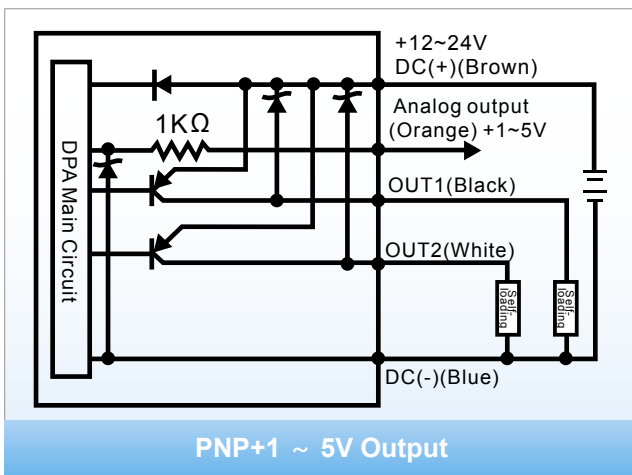 +12~24V
DC(+)(Brown)
Analog output
(Orange) +1~5V
1KΩ
DPA Main Circuit
OUT1(Black)
OUT2(White)
Self-
loading
Self-
loading
DC(-)(Blue)
PNP+1 ~ 5V Output